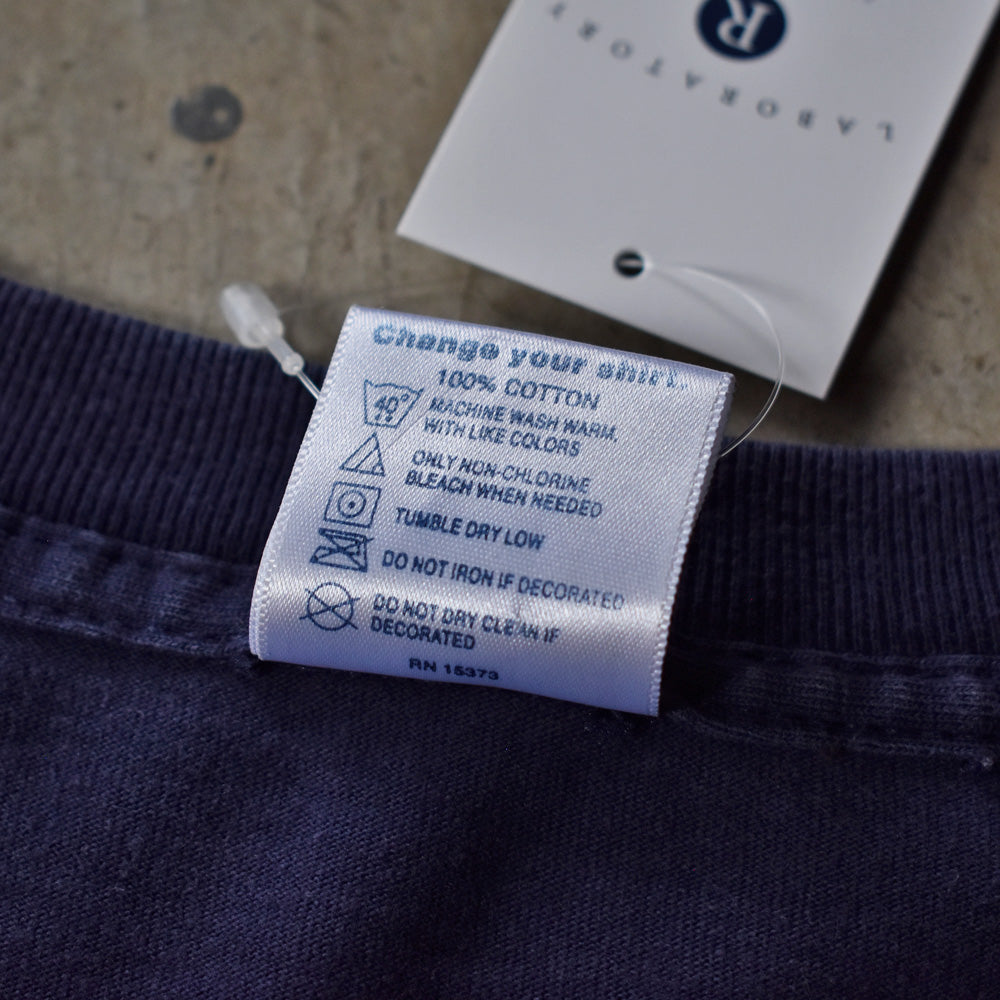 R
LABORATORY
Change your shirt.
100% COTTON
40°
MACHINE WASH WARM,
WITH LIKE COLORS
ONLY NON-CHLORINE
BLEACH WHEN NEEDED
TUMBLE DRY LOW
DO NOT IRON IF DECORATED
DO NOT DRY CLEAN IF
DECORATED
RN 15373